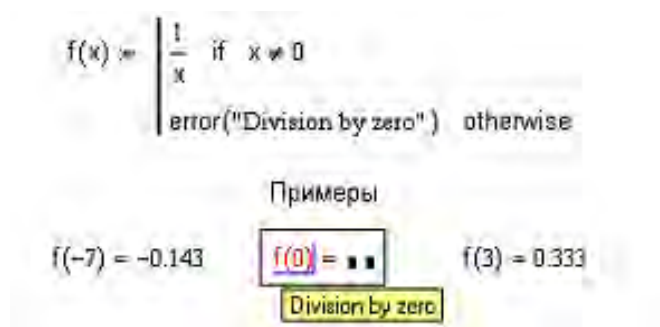 f(x) := 1/x if x ≠ 0
error("Division by zero") otherwise
Примеры
f(-7) = -0.143 f(0) = ▪ ▪ f(3) = 0.333
Division by zero